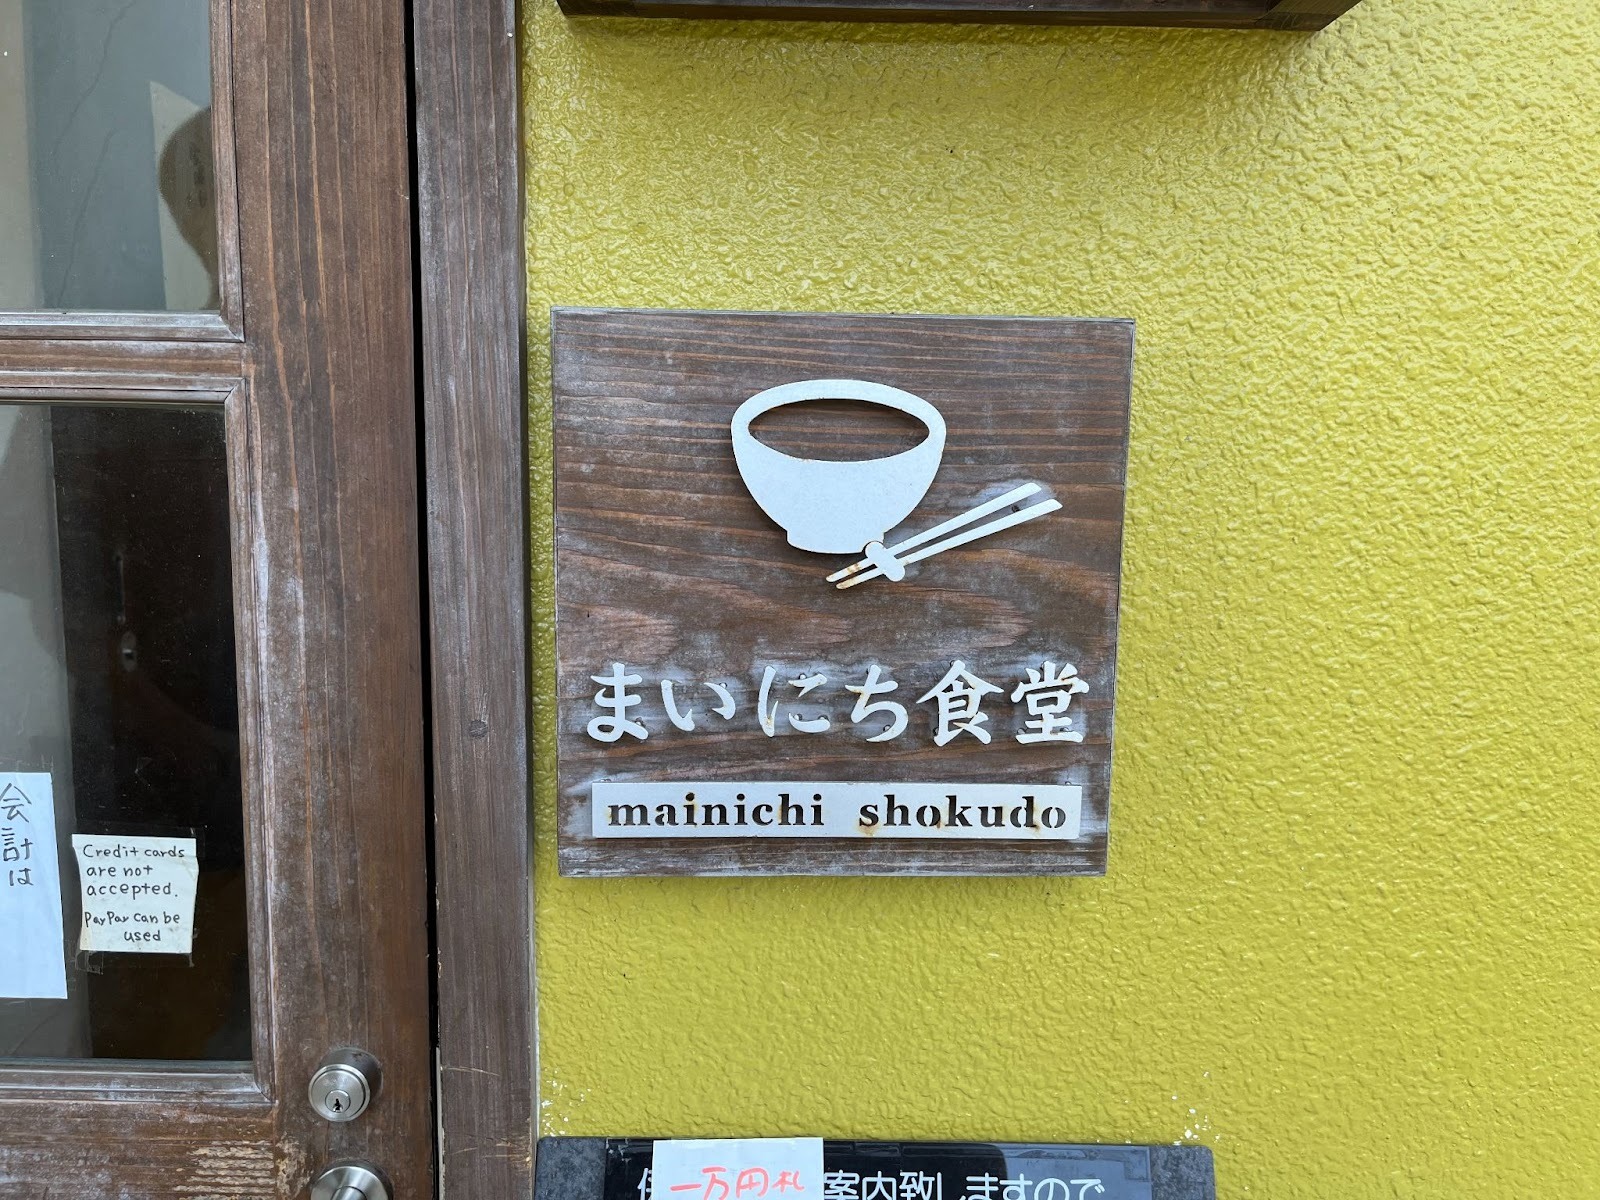 まいにち食堂
mainichi shokudo
会計は
Credit cards
are not
accepted.
PayPay can be
used
一万円札
案内致しますので